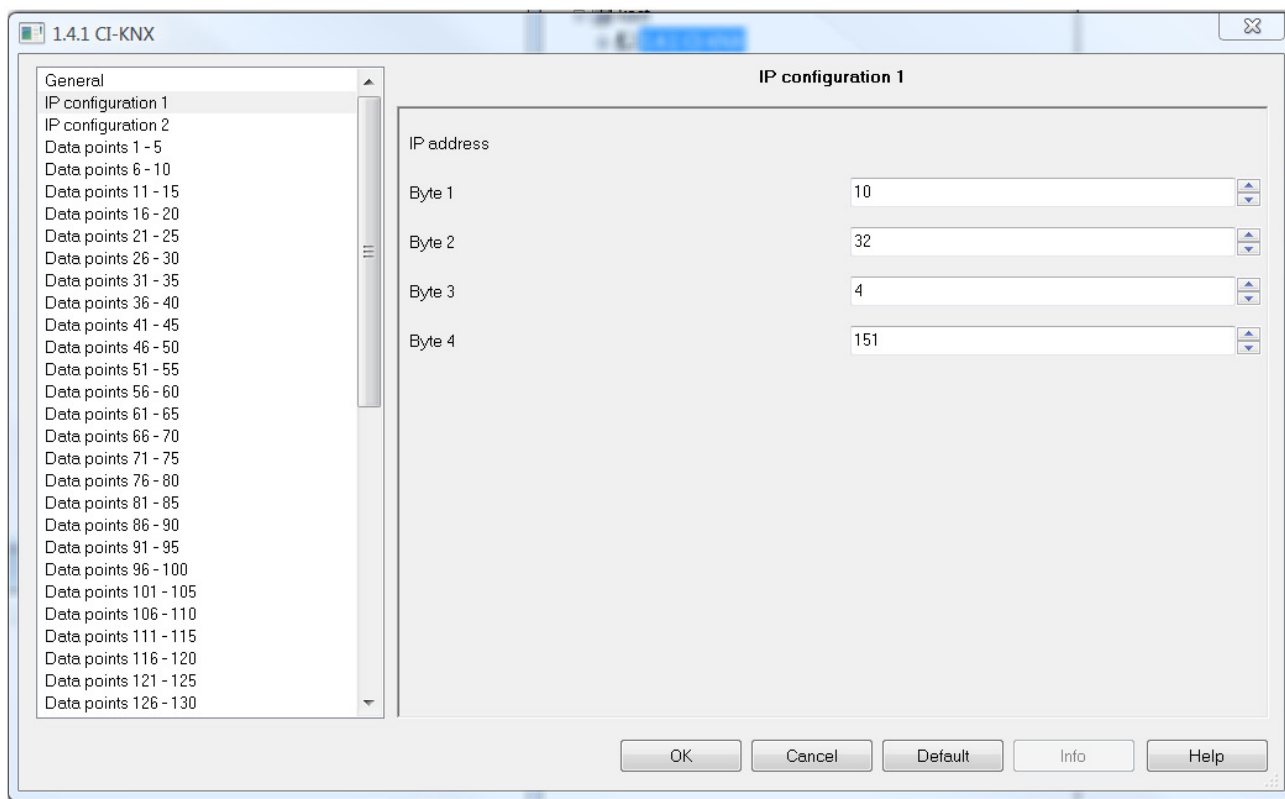 1.4.1 CI-KNX
General
IP configuration 1
IP configuration 2
Data points 1 - 5
Data points 6 - 10
Data points 11 - 15
Data points 16 - 20
Data points 21 - 25
Data points 26 - 30
Data points 31 - 35
Data points 36 - 40
Data points 41 - 45
Data points 46 - 50
Data points 51 - 55
Data points 56 - 60
Data points 61 - 65
Data points 66 - 70
Data points 71 - 75
Data points 76 - 80
Data points 81 - 85
Data points 86 - 90
Data points 91 - 95
Data points 96 - 100
Data points 101 - 105
Data points 106 - 110
Data points 111 - 115
Data points 116 - 120
Data points 121 - 125
Data points 126 - 130
IP configuration 1
IP address
Byte 1 10
Byte 2 32
Byte 3 4
Byte 4 151
OK Cancel Default Info Help